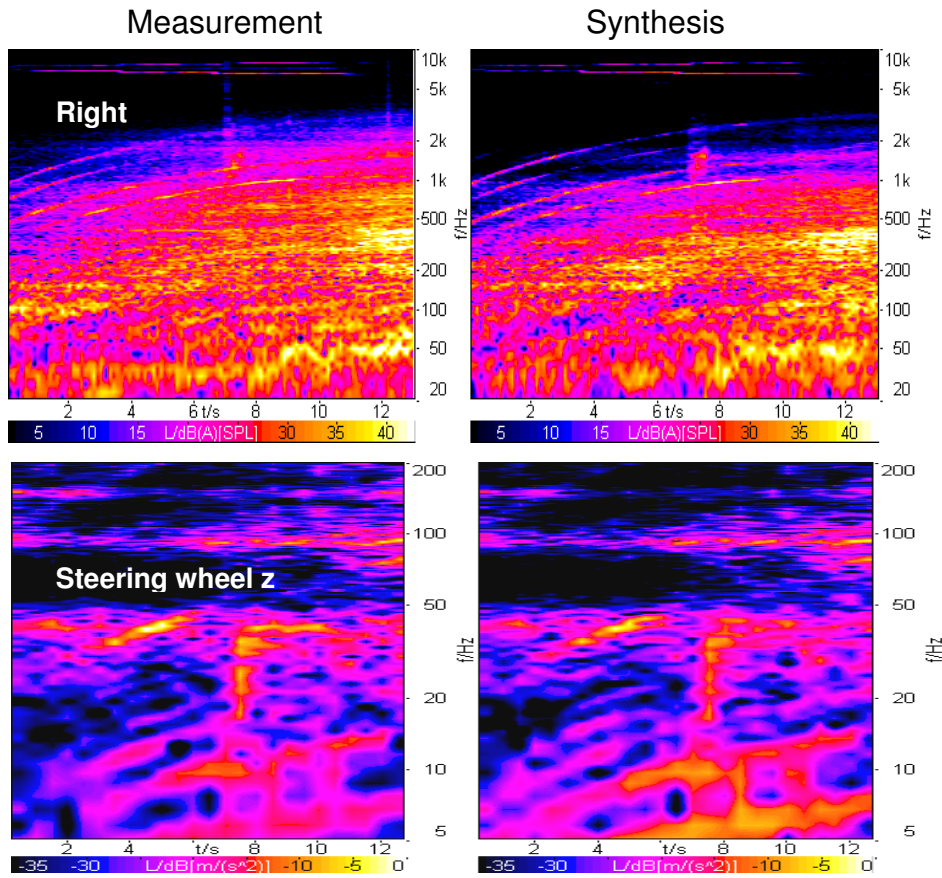 Measurement
Synthesis
Right
10k
5k
2k
1k
500
200
100
50
20
f/Hz
2 4 6 t/s 8 10 12
5 10 15 L/dB(A)[SPL] 30 35 40
10k
5k
2k
1k
500
200
100
50
20
f/Hz
2 4 6 t/s 8 10 12
5 10 15 L/dB(A)[SPL] 30 35 40
Steering wheel z
200
100
50
20
10
5
f/Hz
2 4 t/s 8 10 12
-35 -30 L/dB[m/(s^2)] -10 -5 0
200
100
50
20
10
5
f/Hz
2 4 t/s 8 10 12
-35 -30 L/dB[m/(s^2)] -10 -5 0